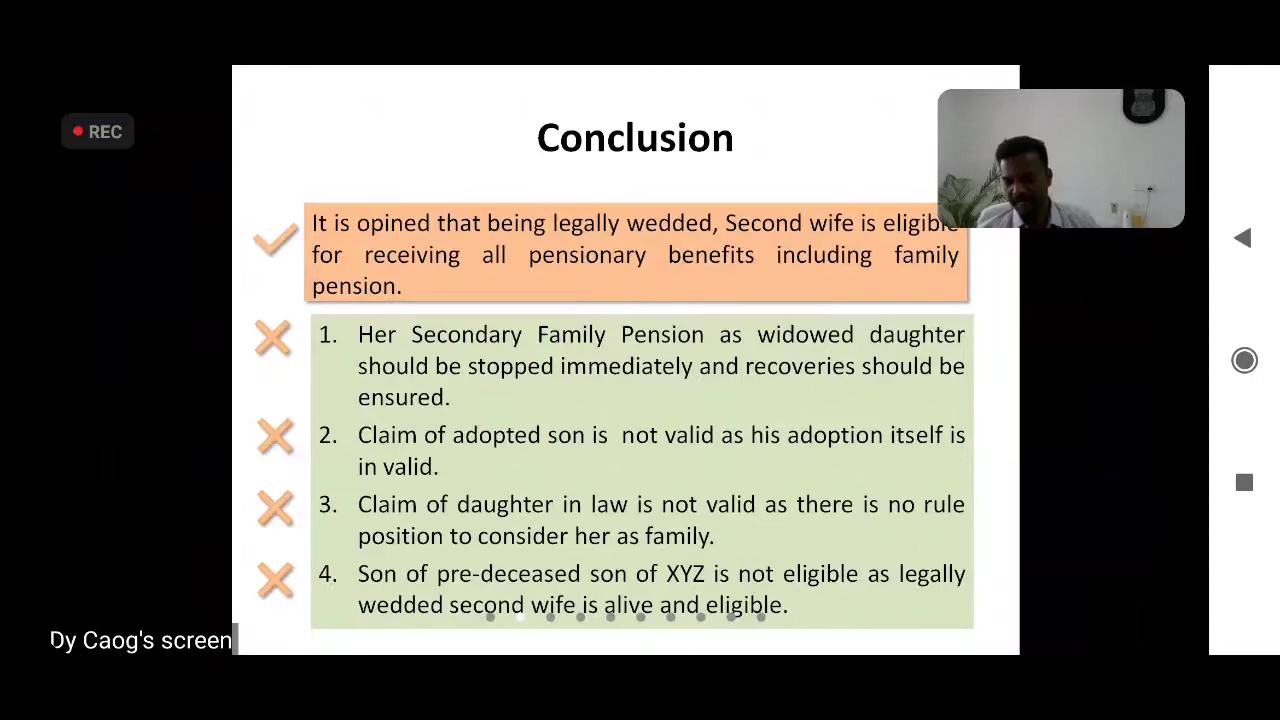 REC
Conclusion
It is opined that being legally wedded, Second wife is eligible
for receiving all pensionary benefits including family
pension.
1. Her Secondary Family Pension as widowed daughter
should be stopped immediately and recoveries should be
ensured.
2. Claim of adopted son is not valid as his adoption itself is
in valid.
3. Claim of daughter in law is not valid as there is no rule
position to consider her as family.
4. Son of pre-deceased son of XYZ is not eligible as legally
wedded second wife is alive and eligible.
Dy Caog's screen